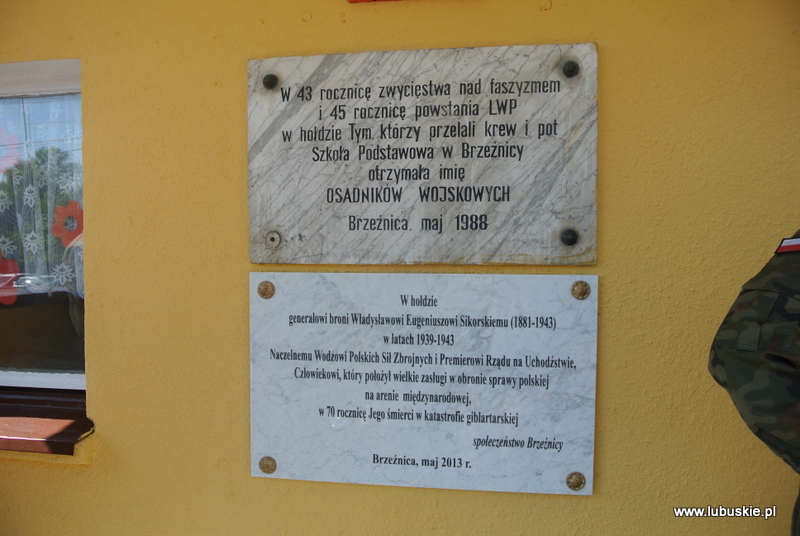 W 43 rocznicę zwycięstwa nad faszyzmem
i 45 rocznicę powstania LWP
w hołdzie Tym, którzy przelali krew i pot
Szkoła Podstawowa w Brzeźnicy
otrzymała imię
OSADNIKÓW WOJSKOWYCH
Brzeźnica, maj 1988
W hołdzie
generałowi broni Władysławowi Eugeniuszowi Sikorskiemu (1881-1943)
w latach 1939-1943
Naczelnemu Wodzowi Polskich Sił Zbrojnych i Premierowi Rządu na Uchodźstwie,
Człowiekowi, który położył wielkie zasługi w obronie sprawy polskiej
na arenie międzynarodowej,
w 70 rocznicę Jego śmierci w katastrofie giblartarskiej
społeczeństwo Brzeźnicy
Brzeźnica, maj 2013 r.
www.lubuskie.pl